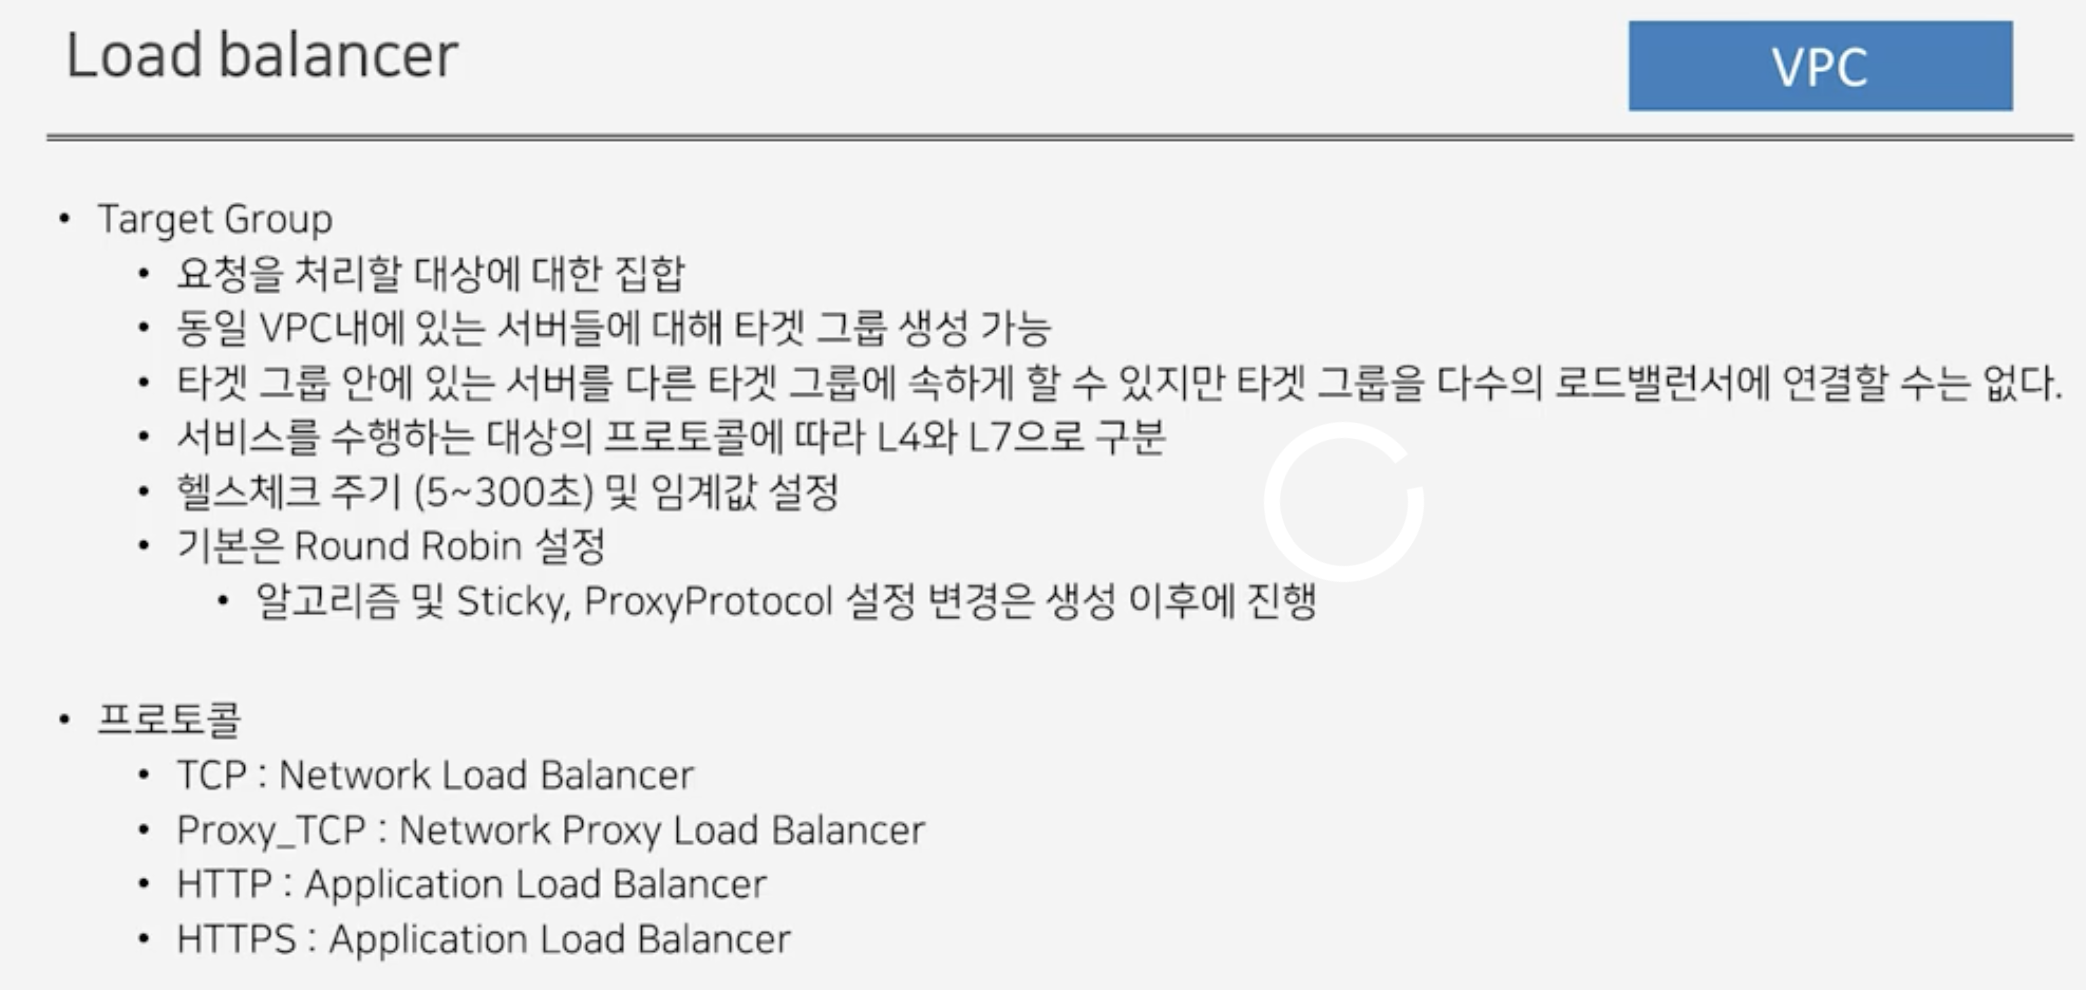 Load balancer
VPC
• Target Group
• 요청을 처리할 대상에 대한 집합
• 동일 VPC내에 있는 서버들에 대해 타겟 그룹 생성 가능
• 타겟 그룹 안에 있는 서버를 다른 타겟 그룹에 속하게 할 수 있지만 타겟 그룹을 다수의 로드밸런서에 연결할 수는 없다.
• 서비스를 수행하는 대상의 프로토콜에 따라 L4와 L7으로 구분
• 헬스체크 주기 (5~300초) 및 임계값 설정
• 기본은 Round Robin 설정
• 알고리즘 및 Sticky, ProxyProtocol 설정 변경은 생성 이후에 진행
• 프로토콜
• TCP : Network Load Balancer
• Proxy_TCP : Network Proxy Load Balancer
• HTTP : Application Load Balancer
• HTTPS : Application Load Balancer